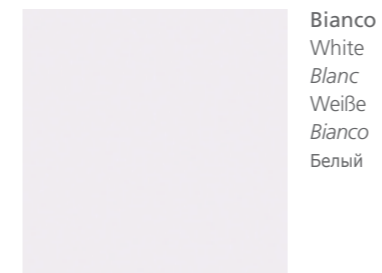 Bianco
White
Blanc
Weiße
Bianco
Белый